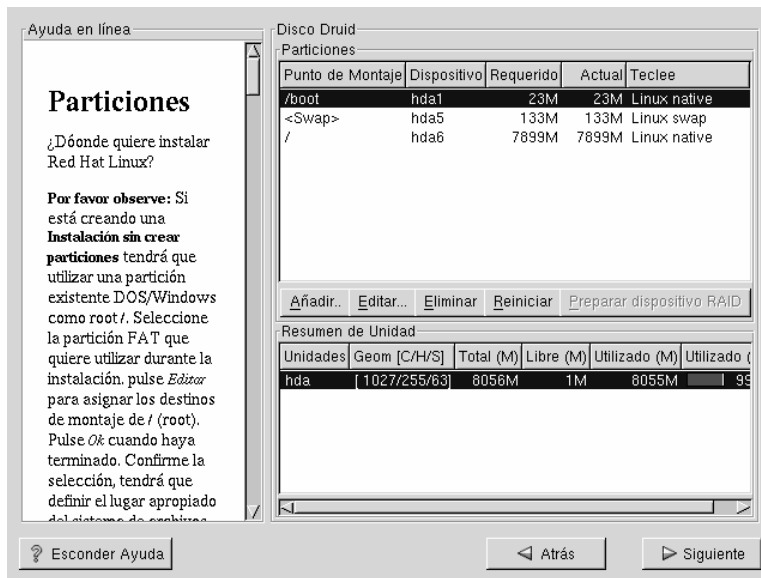 Ayuda en línea
Particiones
¿Dóonde quiere instalar
Red Hat Linux?
Por favor observe: Si
está creando una
Instalación sin crear
particiones tendrá que
utilizar una partición
existente DOS/Windows
como root /. Seleccione
la partición FAT que
quiere utilizar durante la
instalación. pulse Editar
para asignar los destinos
de montaje de / (root).
Pulse Ok cuando haya
terminado. Confirme la
selección, tendrá que
definir el lugar apropiado
del sistema de archivos
Disco Druid
Particiones
Punto de Montaje Dispositivo Requerido Actual Teclee
/boot hda1 23M 23M Linux native
<Swap> hda5 133M 133M Linux swap
/ hda6 7899M 7899M Linux native
Añadir.. Editar... Eliminar Reiniciar Preparar dispositivo RAID
Resumen de Unidad
Unidades Geom [C/H/S] Total (M) Libre (M) Utilizado (M) Utilizado (
hda [ 1027/255/63] 8056M 1M 8055M 99
Esconder Ayuda Atrás Siguiente